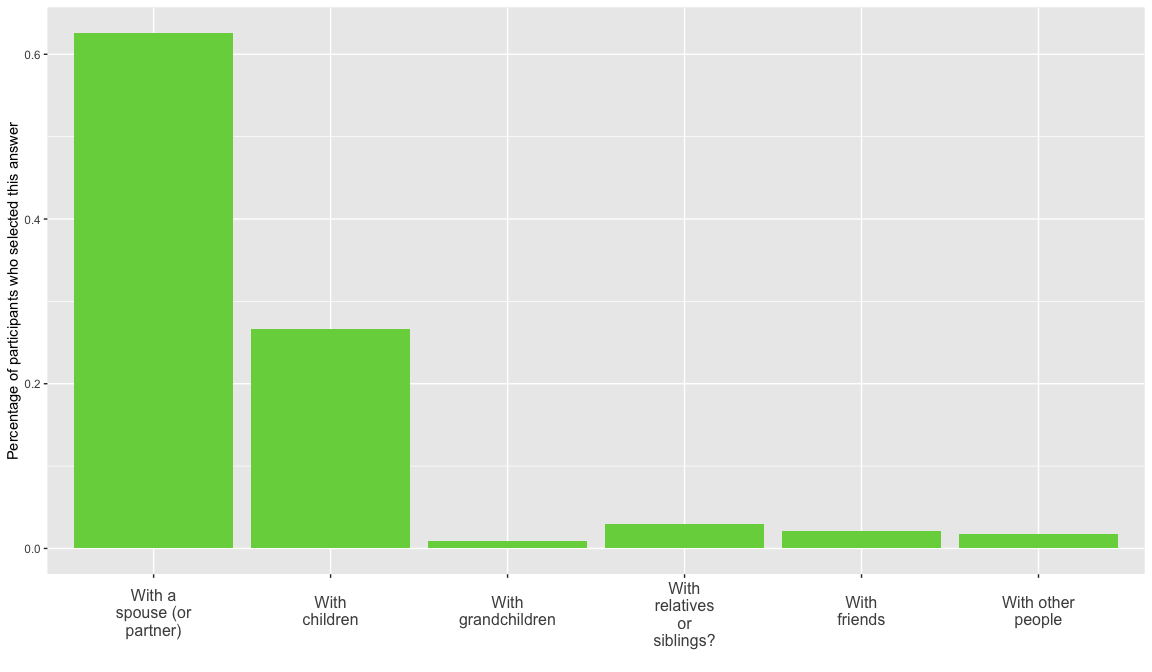 Percentage of participants who selected this answer
0.6
0.4
0.2
0.0
With a
spouse (or
partner)
With
children
With
grandchildren
With
relatives
or
siblings?
With
friends
With other
people